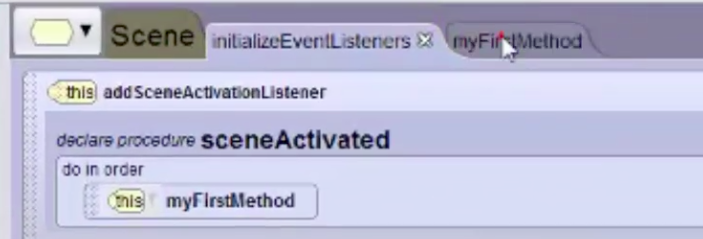 Scene initializeEventListeners myFirstMethod
this addSceneActivationListener
declare procedure sceneActivated
do in order
this myFirstMethod